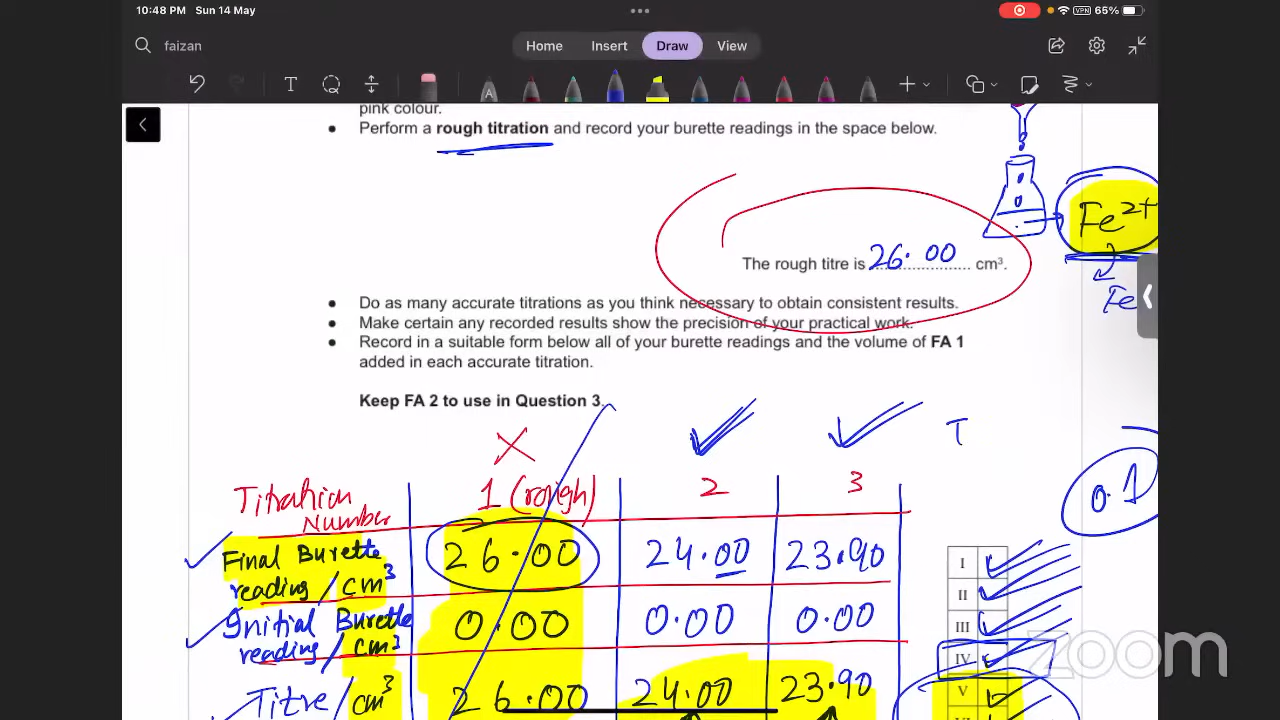 10:48 PM Sun 14 May
VPN 65%
faizan
Home Insert Draw View
T
A
pink colour.
Perform a rough titration and record your burette readings in the space below.
Fe2+
The rough titre is 26.00 cm³.
Fe
Do as many accurate titrations as you think necessary to obtain consistent results.
Make certain any recorded results show the precision of your practical work.
Record in a suitable form below all of your burette readings and the volume of FA 1
added in each accurate titration.
Keep FA 2 to use in Question 3.
T
0.1
Titration Number 1 (rough) 2 3
Final Burette reading / cm³ 26.00 24.00 23.90
Initial Burette reading / cm³ 0.00 0.00 0.00
Titre / cm³ 26.00 24.00 23.90
I
II
III
IV
V
zoom